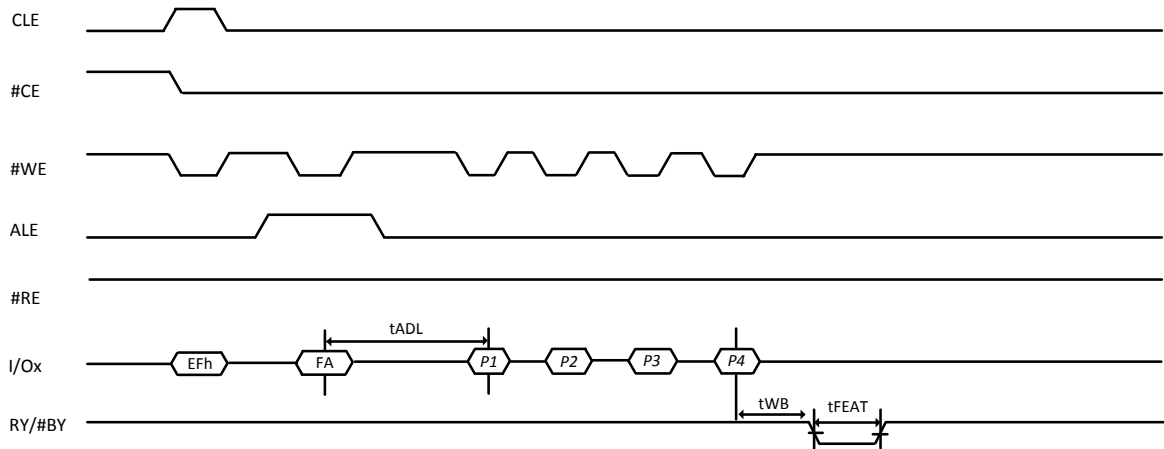 CLE
#CE
#WE
ALE
#RE
tADL
I/Ox EFh FA P1 P2 P3 P4
tWB tFEAT
RY/#BY